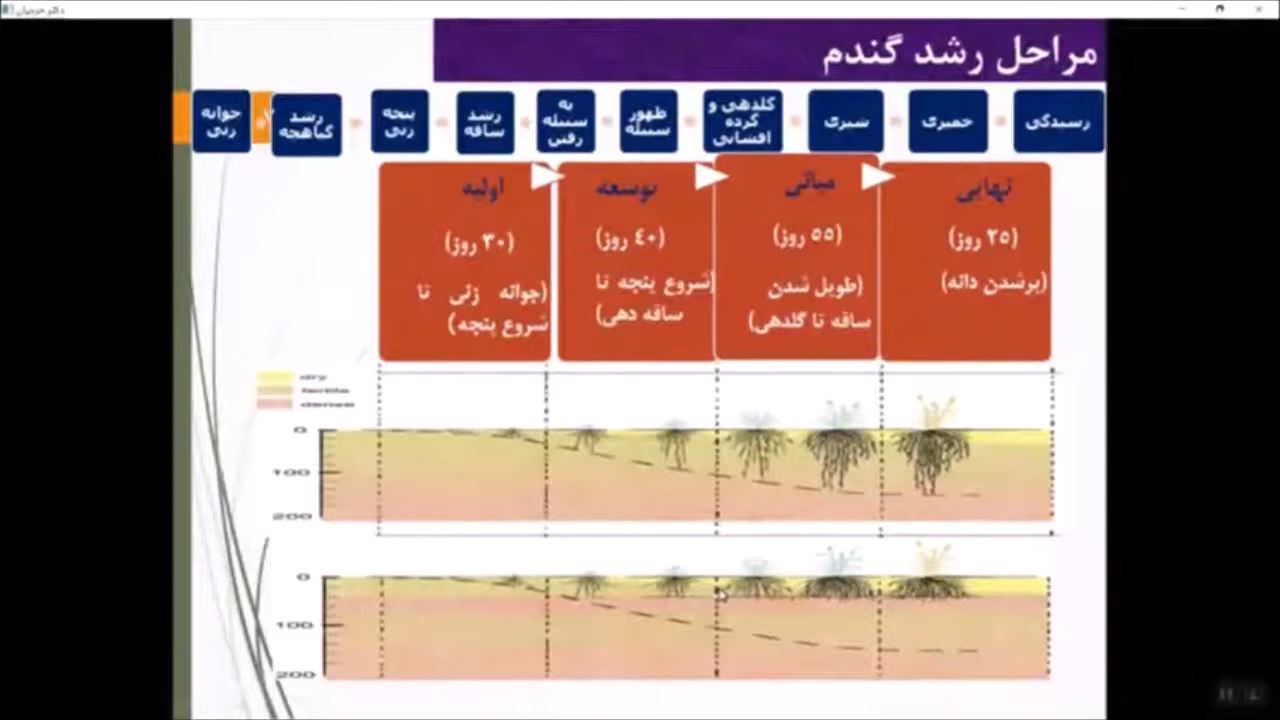 مراحل رشد گندم
جوانه
زنی
رشد
گیاهچه
پنجه
زنی
رشد
ساقه
به
سنبله
رفتن
ظهور
سنبله
گلدهی و
گرده
افشانی
شیری
خمیری
رسیدگی
اولیه
(۳۰ روز)
(جوانه زنی تا
شروع پنجه)
توسعه
(۴۰ روز)
(شروع پنجه تا
ساقه دهی)
میانی
(۵۵ روز)
(طویل شدن
ساقه تا گلدهی)
نهایی
(۲۵ روز)
(پرشدن دانه)
dry
0
100
200
0
100
200